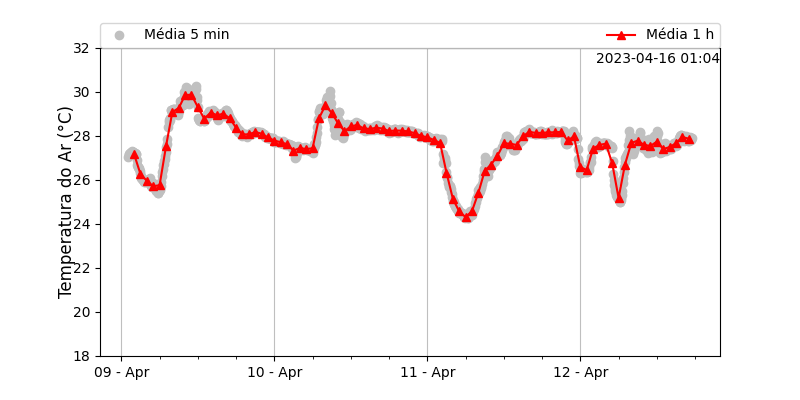 Média 5 min
Média 1 h
2023-04-16 01:04
Temperatura do Ar (°C)
32
30
28
26
24
22
20
18
09 - Apr
10 - Apr
11 - Apr
12 - Apr